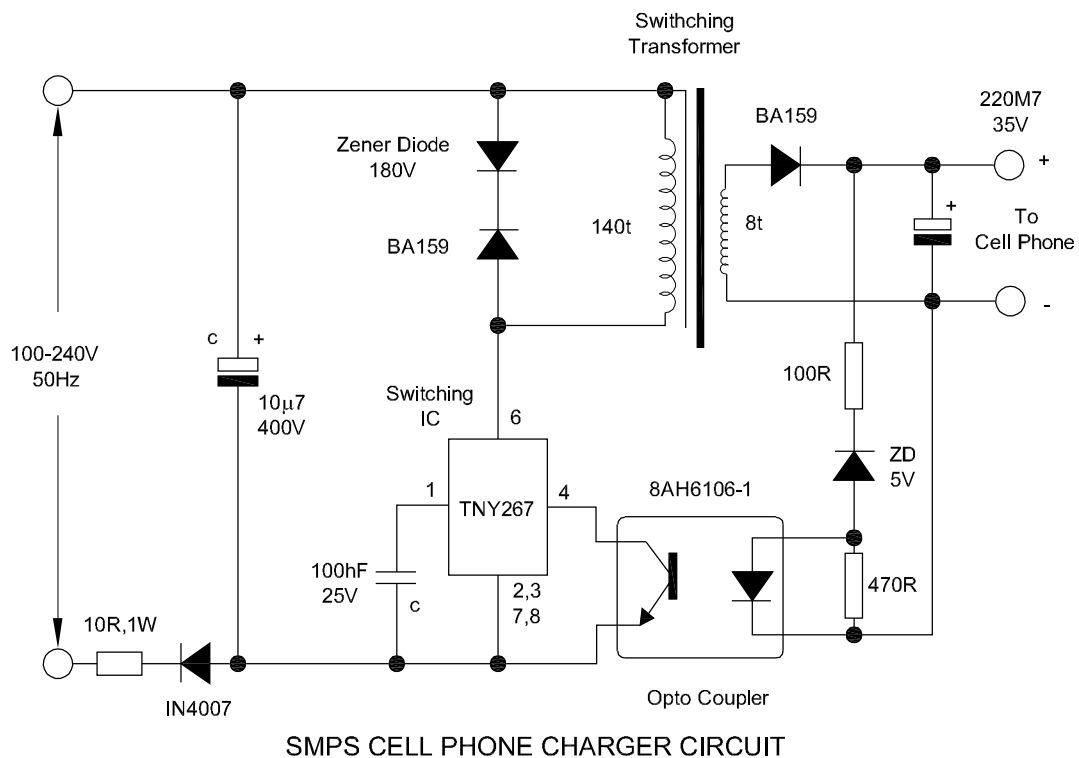 Swithching
Transformer
220M7
35V
BA159
+
Zener Diode
180V
140t
8t
+
To
Cell Phone
BA159
-
c +
100-240V
50Hz
10μ7
400V
100R
Switching
IC
6
ZD
5V
8AH6106-1
1
4
TNY267
100hF
25V
c
2,3
7,8
470R
10R,1W
IN4007
Opto Coupler
SMPS CELL PHONE CHARGER CIRCUIT